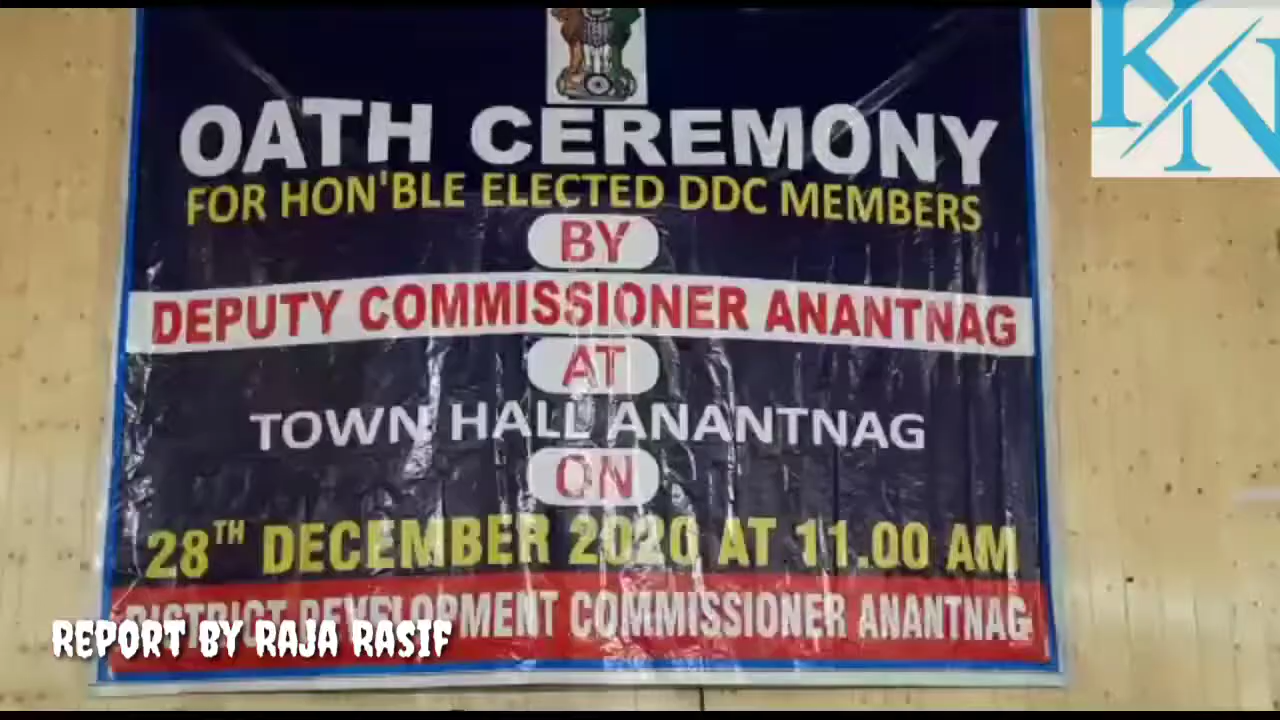 KN
OATH CEREMONY
FOR HON'BLE ELECTED DDC MEMBERS
BY
DEPUTY COMMISSIONER ANANTNAG
AT
TOWN HALL ANANTNAG
ON
28TH DECEMBER 2020 AT 11.00 AM
DISTRICT DEVELOPMENT COMMISSIONER ANANTNAG
REPORT BY RAJA RASIF